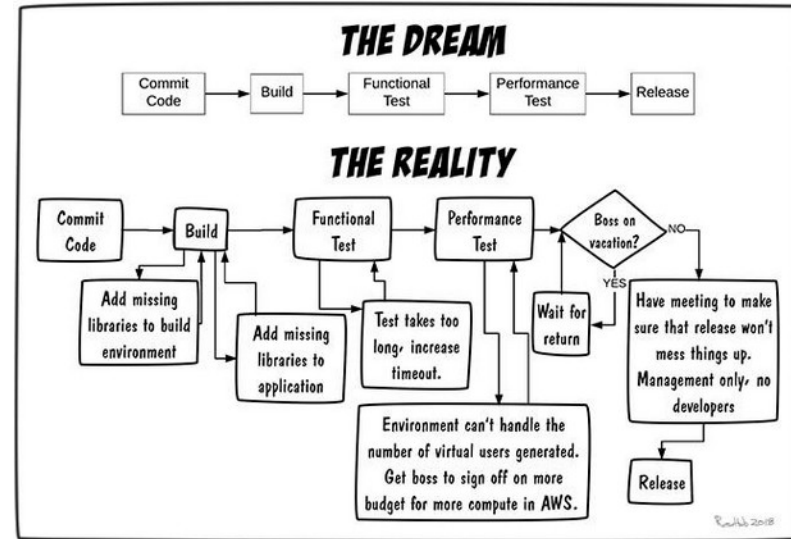 THE DREAM
Commit
Code
Build
Functional
Test
Performance
Test
Release
THE REALITY
Commit
Code
Build
Functional
Test
Performance
Test
Boss on
vacation?
NO
YES
Add missing
libraries to build
environment
Add missing
libraries to
application
Test takes too
long, increase
timeout.
Wait for
return
Have meeting to make
sure that release won't
mess things up.
Management only, no
developers
Environment can't handle the
number of virtual users generated.
Get boss to sign off on more
budget for more compute in AWS.
Release
2018